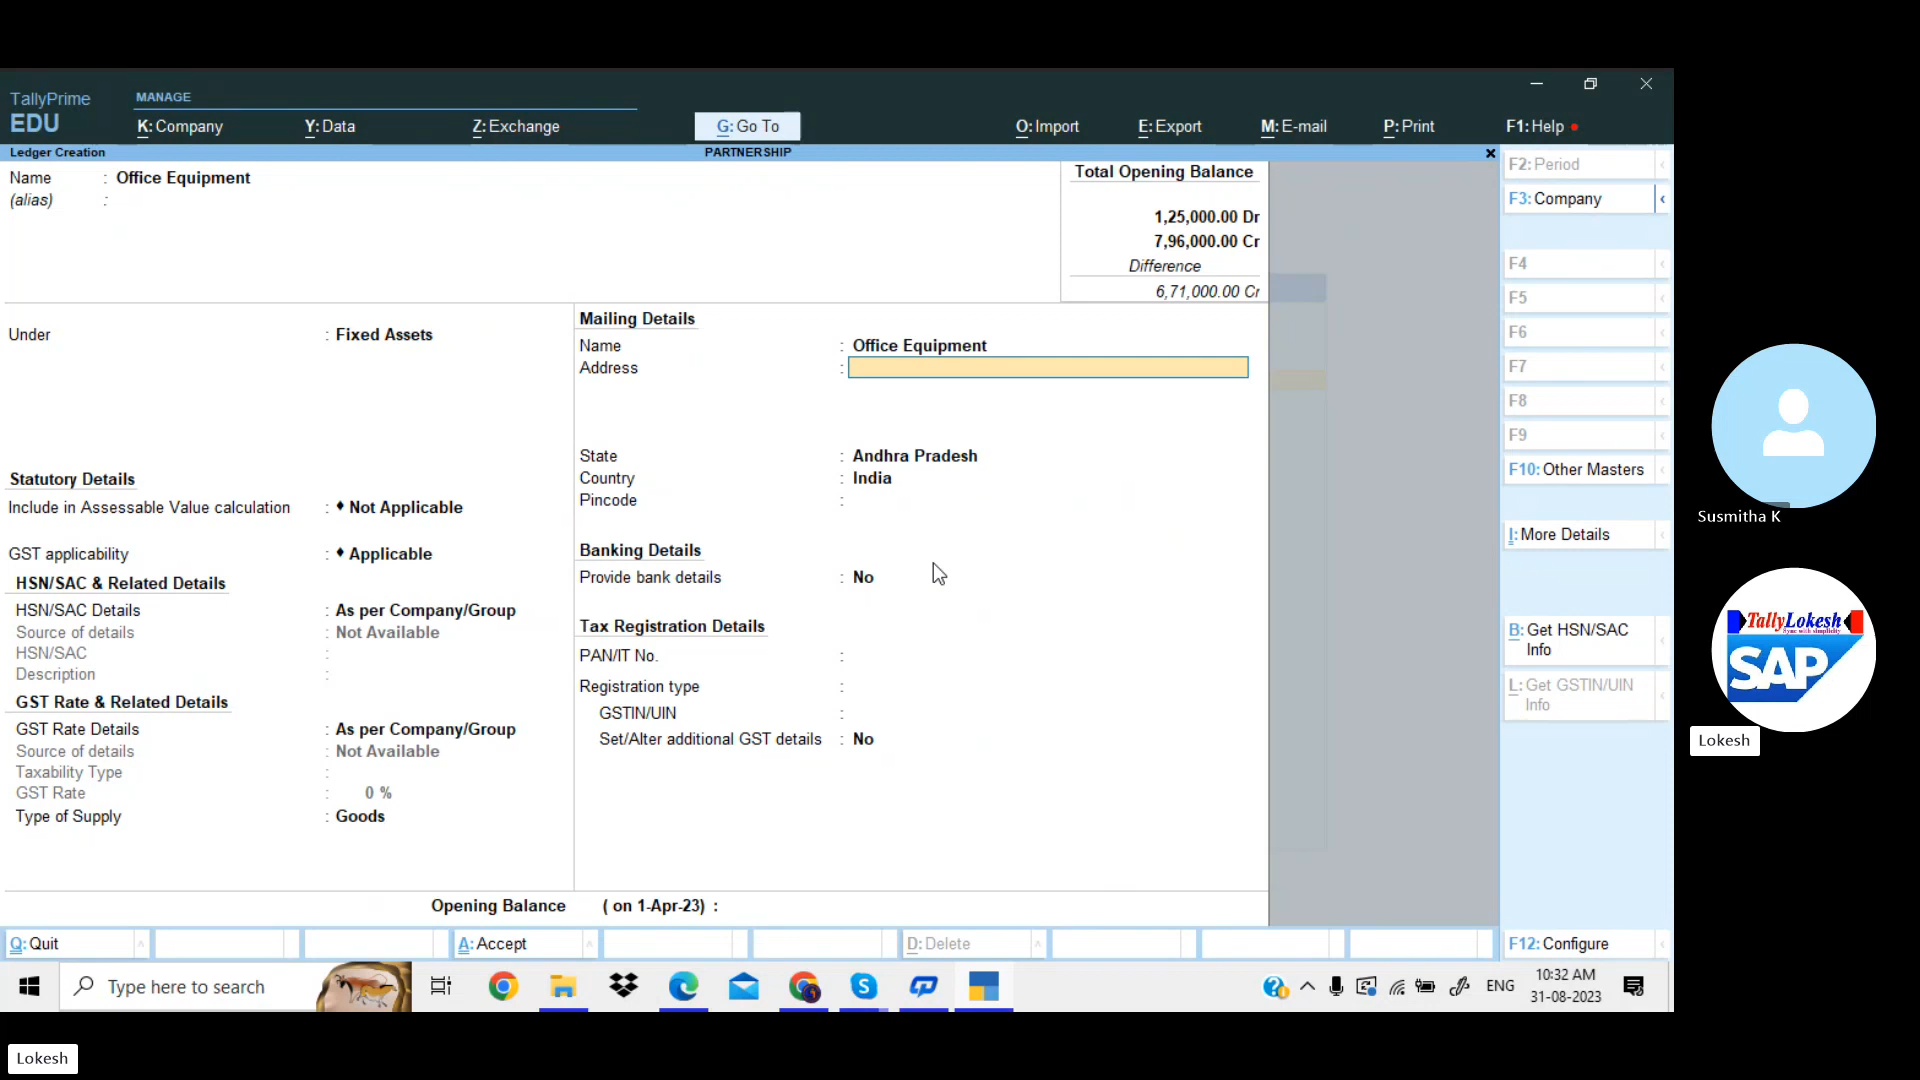 TallyPrime
EDU
MANAGE
K: Company
Y: Data
Z: Exchange
G: Go To
O: Import
E: Export
M: E-mail
P: Print
F1: Help
Ledger Creation
PARTNERSHIP
Name : Office Equipment
(alias) :
Total Opening Balance
1,25,000.00 Dr
7,96,000.00 Cr
Difference
6,71,000.00 Cr
Under : Fixed Assets
Statutory Details
Include in Assessable Value calculation : ♦ Not Applicable
GST applicability : ♦ Applicable
HSN/SAC & Related Details
HSN/SAC Details : As per Company/Group
Source of details : Not Available
HSN/SAC :
Description :
GST Rate & Related Details
GST Rate Details : As per Company/Group
Source of details : Not Available
Taxability Type :
GST Rate : 0 %
Type of Supply : Goods
Mailing Details
Name : Office Equipment
Address :
State : Andhra Pradesh
Country : India
Pincode :
Banking Details
Provide bank details : No
Tax Registration Details
PAN/IT No. :
Registration type :
GSTIN/UIN :
Set/Alter additional GST details : No
Opening Balance ( on 1-Apr-23) :
F2: Period
F3: Company
F4
F5
F6
F7
F8
F9
F10: Other Masters
I: More Details
B: Get HSN/SAC
Info
L: Get GSTIN/UIN
Info
Q: Quit
A: Accept
D: Delete
F12: Configure
Type here to search
ENG
10:32 AM
31-08-2023
Susmitha K
TallyLokesh
Sync with simplicity
SAP
Lokesh
Lokesh